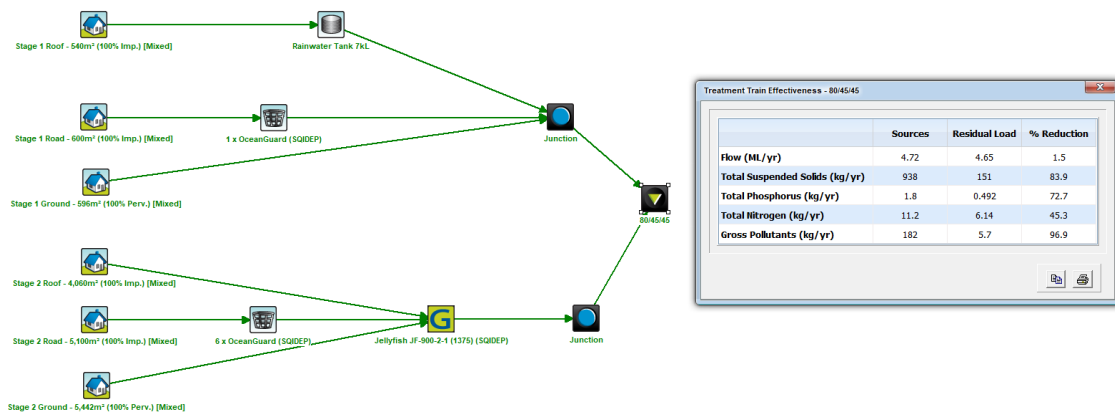 Stage 1 Roof - 540m² (100% Imp.) [Mixed]
Rainwater Tank 7kL
Stage 1 Road - 600m² (100% Imp.) [Mixed]
1 x OceanGuard (SQIDEP)
Junction
Stage 1 Ground - 596m² (100% Perv.) [Mixed]
80/45/45
Stage 2 Roof - 4,060m² (100% Imp.) [Mixed]
Stage 2 Road - 5,100m² (100% Imp.) [Mixed]
6 x OceanGuard (SQIDEP)
G
Jellyfish JF-900-2-1 (1375) (SQIDEP)
Junction
Stage 2 Ground - 5,442m² (100% Perv.) [Mixed]
Treatment Train Effectiveness - 80/45/45
Sources Residual Load % Reduction
Flow (ML/yr) 4.72 4.65 1.5
Total Suspended Solids (kg/yr) 938 151 83.9
Total Phosphorus (kg/yr) 1.8 0.492 72.7
Total Nitrogen (kg/yr) 11.2 6.14 45.3
Gross Pollutants (kg/yr) 182 5.7 96.9